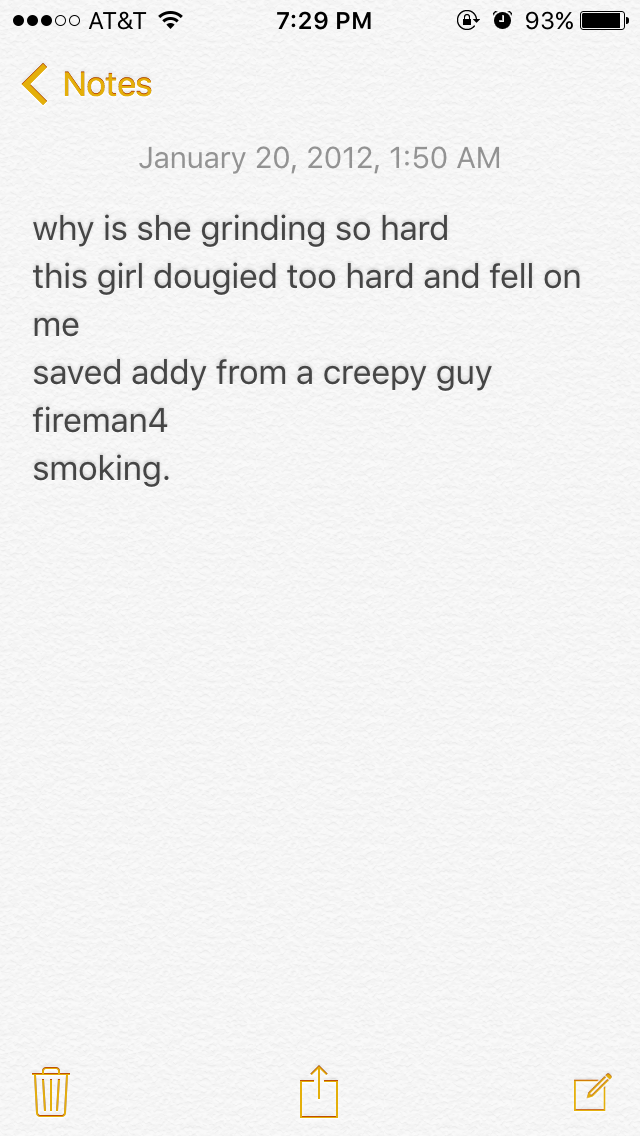 AT&T 7:29 PM 93%
Notes
January 20, 2012, 1:50 AM
why is she grinding so hard
this girl dougied too hard and fell on
me
saved addy from a creepy guy
fireman4
smoking.